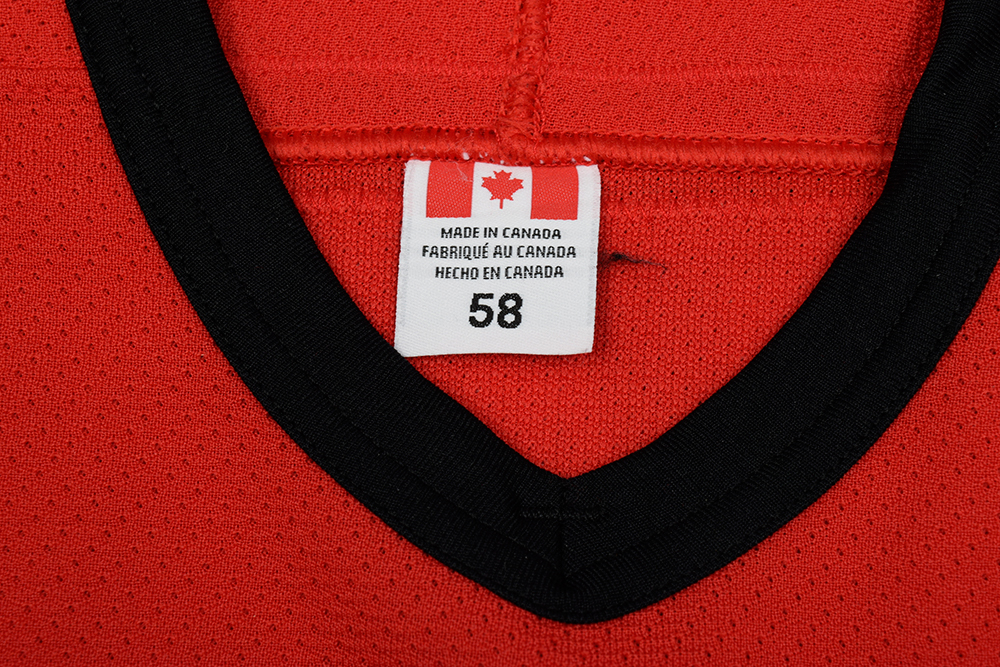 MADE IN CANADA
FABRIQUÉ AU CANADA
HECHO EN CANADA
58